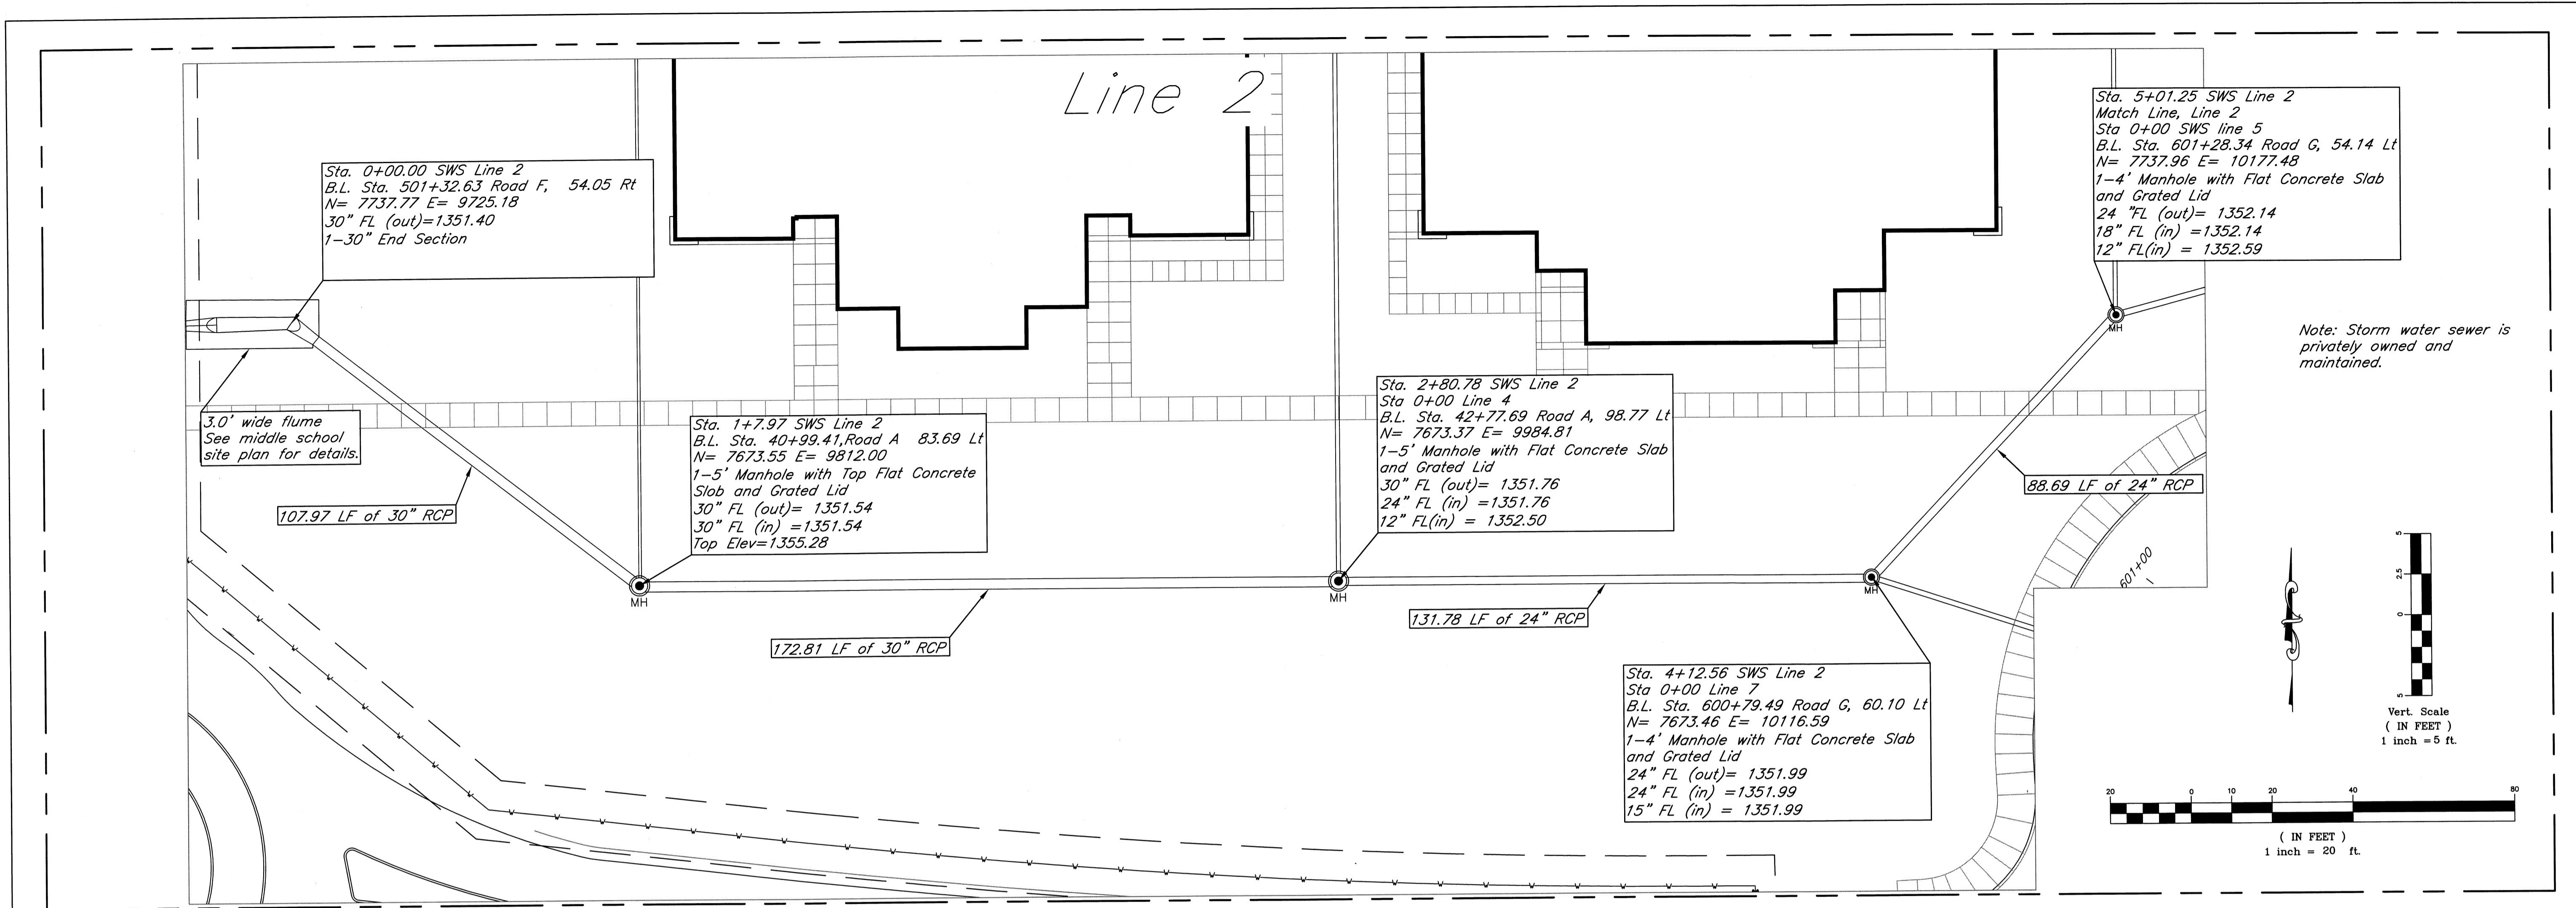 Line 2
Sta. 0+00.00 SWS Line 2
B.L. Sta. 501+32.63 Road F, 54.05 Rt
N= 7737.77 E= 9725.18
30" FL (out)=1351.40
1-30" End Section
3.0' wide flume
See middle school
site plan for details.
107.97 LF of 30" RCP
Sta. 1+7.97 SWS Line 2
B.L. Sta. 40+99.41,Road A 83.69 Lt
N= 7673.55 E= 9812.00
1-5' Manhole with Top Flat Concrete
Slob and Grated Lid
30" FL (out)= 1351.54
30" FL (in) =1351.54
Top Elev=1355.28
MH
172.81 LF of 30" RCP
Sta. 2+80.78 SWS Line 2
Sta 0+00 Line 4
B.L. Sta. 42+77.69 Road A, 98.77 Lt
N= 7673.37 E= 9984.81
1-5' Manhole with Flat Concrete Slab
and Grated Lid
30" FL (out)= 1351.76
24" FL (in) =1351.76
12" FL(in) = 1352.50
MH
131.78 LF of 24" RCP
MH
Sta. 4+12.56 SWS Line 2
Sta 0+00 Line 7
B.L. Sta. 600+79.49 Road G, 60.10 Lt
N= 7673.46 E= 10116.59
1-4' Manhole with Flat Concrete Slab
and Grated Lid
24" FL (out)= 1351.99
24" FL (in) =1351.99
15" FL (in) = 1351.99
88.69 LF of 24" RCP
Sta. 5+01.25 SWS Line 2
Match Line, Line 2
Sta 0+00 SWS line 5
B.L. Sta. 601+28.34 Road G, 54.14 Lt
N= 7737.96 E= 10177.48
1-4' Manhole with Flat Concrete Slab
and Grated Lid
24 "FL (out)= 1352.14
18" FL (in) =1352.14
12" FL(in) = 1352.59
MH
601+00
Note: Storm water sewer is
privately owned and
maintained.
5
2.5
0
5
Vert. Scale
( IN FEET )
1 inch =5 ft.
20 0 10 20 40 80
( IN FEET )
1 inch = 20 ft.